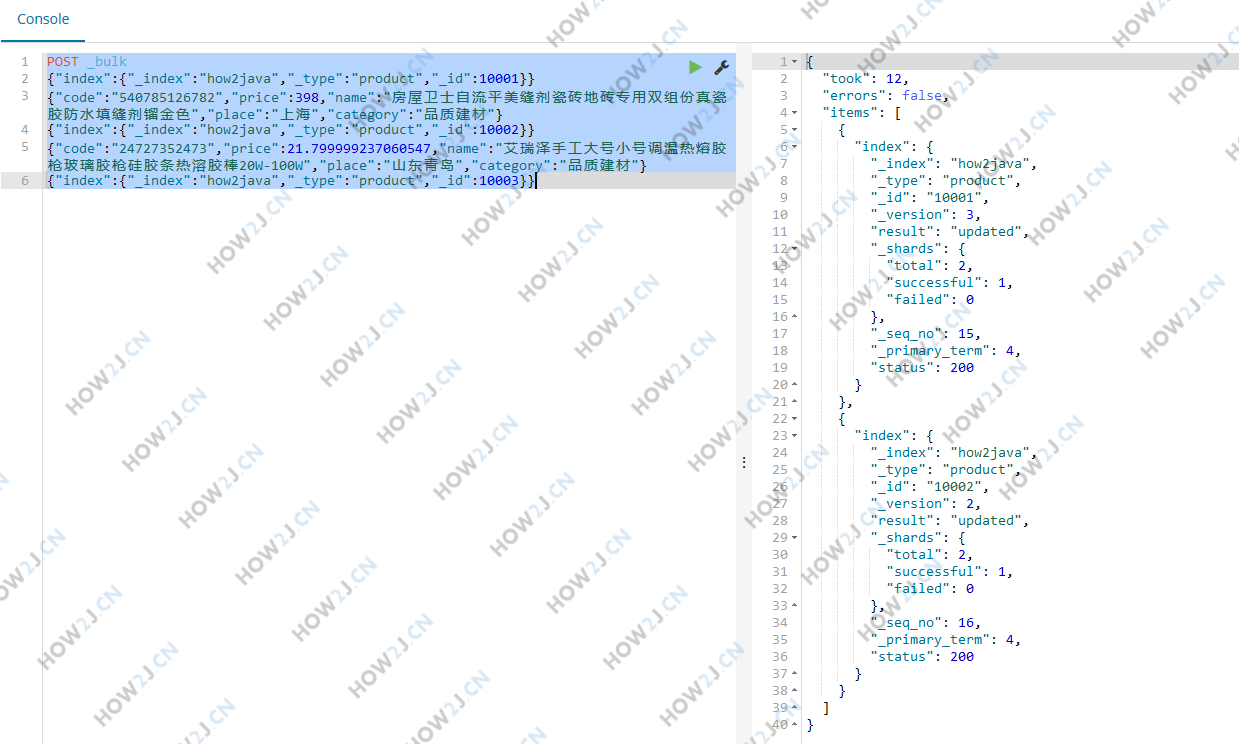 Console
1 POST _bulk
2 {"index":{"_index":"how2java","_type":"product","_id":10001}}
3 {"code":"540785126782","price":398,"name":"房屋卫士自流平美缝剂瓷砖地砖专用双组份真瓷
胶防水填缝剂镏金色","place":"上海","category":"品质建材"}
4 {"index":{"_index":"how2java","_type":"product","_id":10002}}
5 {"code":"24727352473","price":21.799999237060547,"name":"艾瑞泽手工大号小号调温热熔胶
枪玻璃胶枪硅胶条热溶胶棒20W-100W","place":"山东青岛","category":"品质建材"}
6 {"index":{"_index":"how2java","_type":"product","_id":10003}}
1 {
2 "took": 12,
3 "errors": false,
4 "items": [
5 {
6 "index": {
7 "_index": "how2java",
8 "_type": "product",
9 "_id": "10001",
10 "_version": 3,
11 "result": "updated",
12 "_shards": {
13 "total": 2,
14 "successful": 1,
15 "failed": 0
16 },
17 "_seq_no": 15,
18 "_primary_term": 4,
19 "status": 200
20 }
21 },
22 {
23 "index": {
24 "_index": "how2java",
25 "_type": "product",
26 "_id": "10002",
27 "_version": 2,
28 "result": "updated",
29 "_shards": {
30 "total": 2,
31 "successful": 1,
32 "failed": 0
33 },
34 "_seq_no": 16,
35 "_primary_term": 4,
36 "status": 200
37 }
38 }
39 ]
40 }
HOW2J.CN